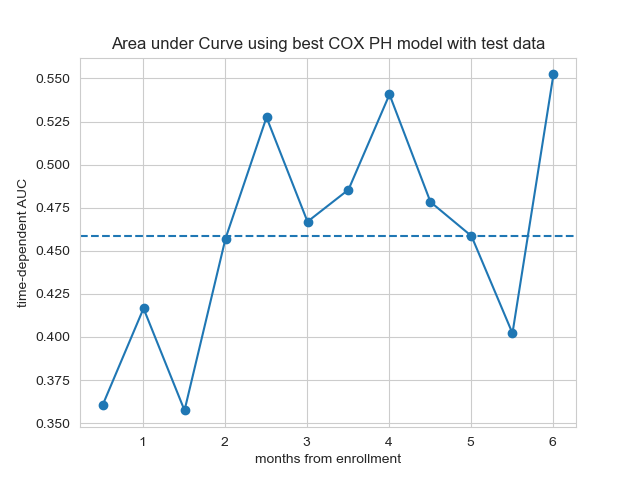 Area under Curve using best COX PH model with test data
0.550
0.525
0.500
0.475
0.450
0.425
0.400
0.375
0.350
time-dependent AUC
1 2 3 4 5 6
months from enrollment